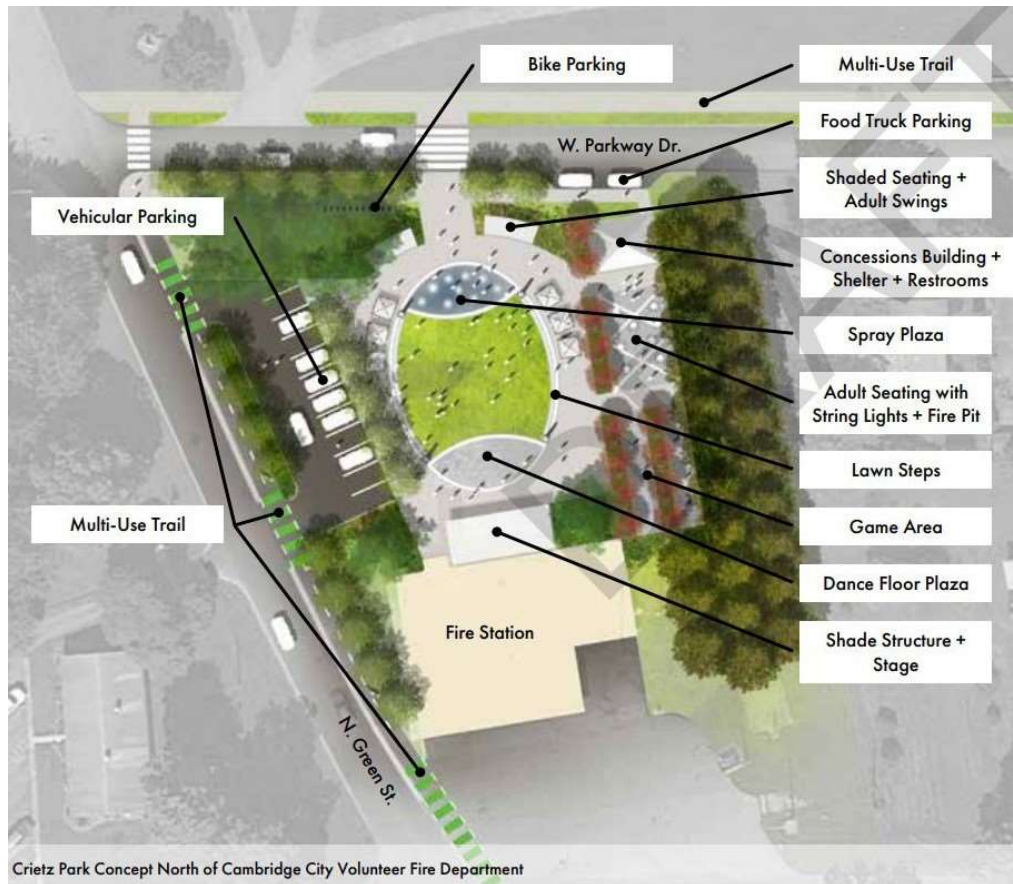 Bike Parking
Multi-Use Trail
Food Truck Parking
W. Parkway Dr.
Shaded Seating +
Adult Swings
Vehicular Parking
Concessions Building +
Shelter + Restrooms
Spray Plaza
Adult Seating with
String Lights + Fire Pit
Lawn Steps
Multi-Use Trail
Game Area
Dance Floor Plaza
Fire Station
Shade Structure +
Stage
N. Green St.
Crietz Park Concept North of Cambridge City Volunteer Fire Department
DRAFT